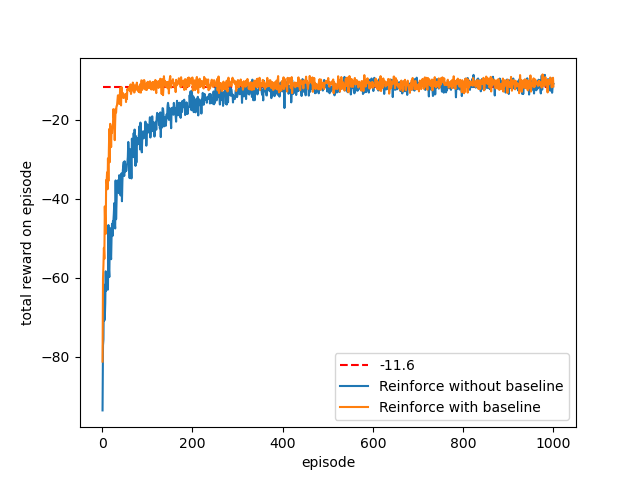 −20
−40
−60
−80
total reward on episode
0
200
400
600
800
1000
episode
-11.6
Reinforce without baseline
Reinforce with baseline